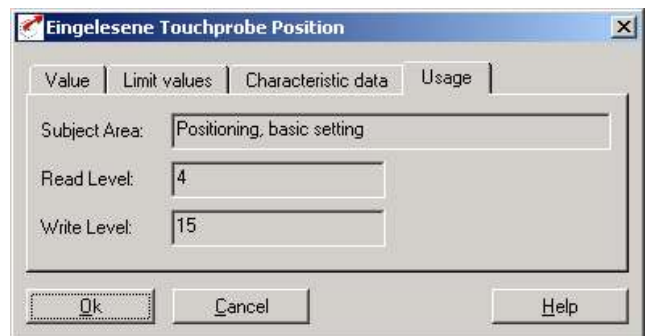 Eingelesene Touchprobe Position
Value Limit values Characteristic data Usage
Subject Area: Positioning, basic setting
Read Level: 4
Write Level: 15
Ok Cancel Help